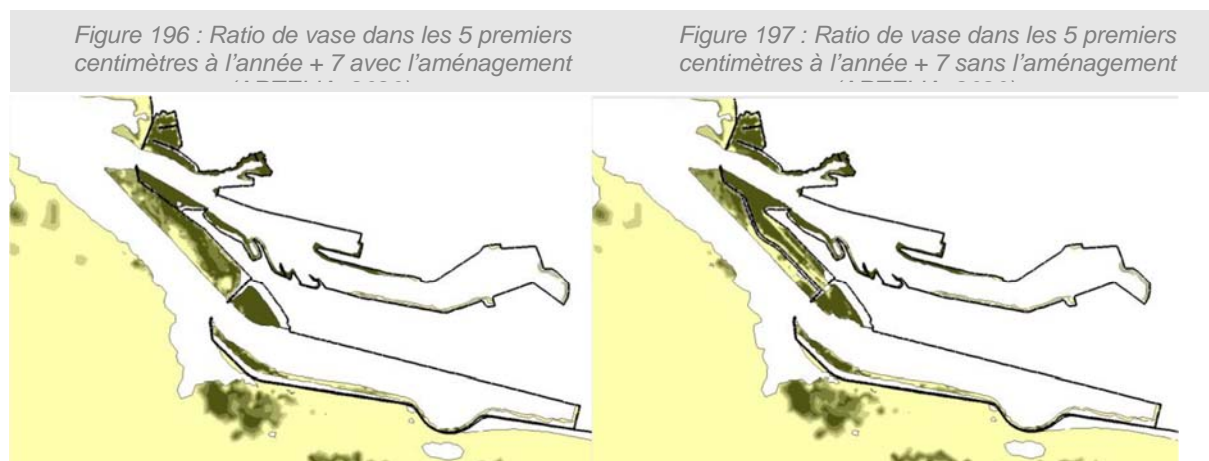 Figure 196 : Ratio de vase dans les 5 premiers
centimètres à l'année + 7 avec l'aménagement
Figure 197 : Ratio de vase dans les 5 premiers
centimètres à l'année + 7 sans l'aménagement